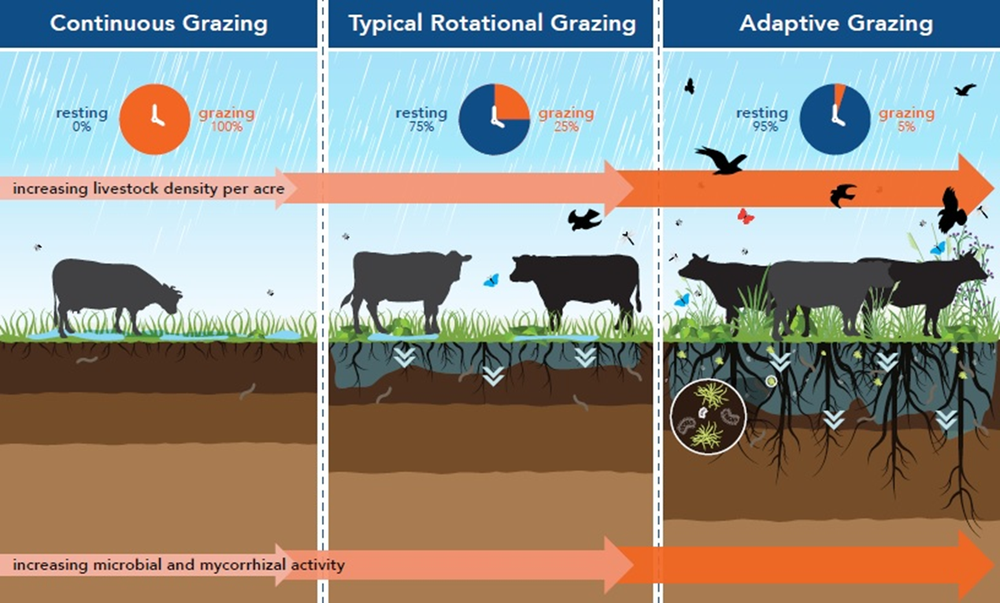 Continuous Grazing
Typical Rotational Grazing
Adaptive Grazing
resting
0%
grazing
100%
resting
75%
grazing
25%
resting
95%
grazing
5%
increasing livestock density per acre
increasing microbial and mycorrhizal activity